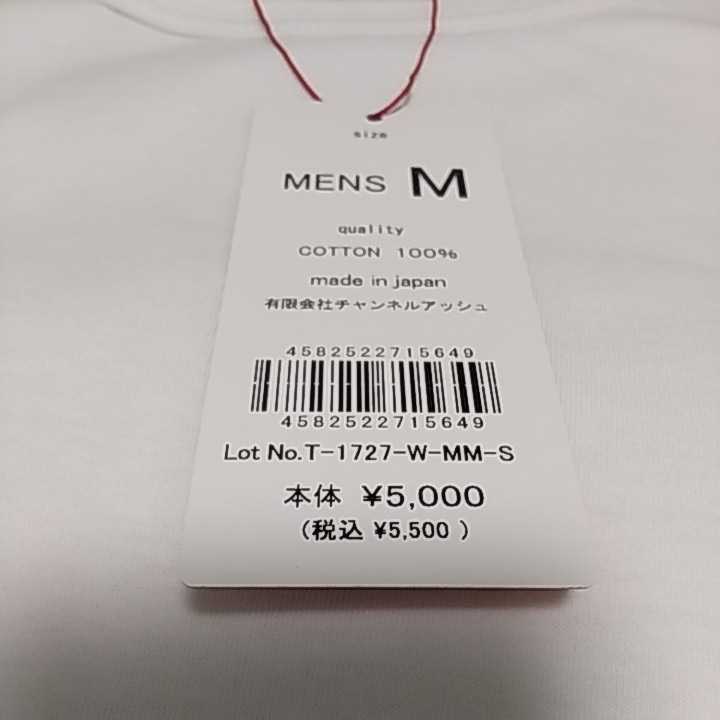 size
MENS M
quality
COTTON 100%
made in japan
有限会社チャンネルアッシュ
4582522715649
4582522715649
Lot No.T-1727-W-MM-S
本体 ¥5,000
(税込 ¥5,500 )